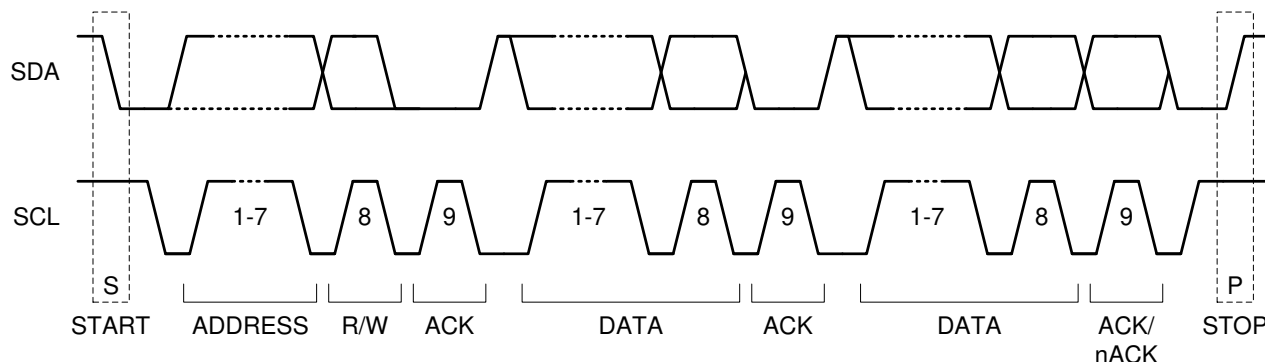 SDA
SCL
1-7 8 9 1-7 8 9 1-7 8 9
S P
START ADDRESS R/W ACK DATA ACK DATA ACK/ STOP
nACK